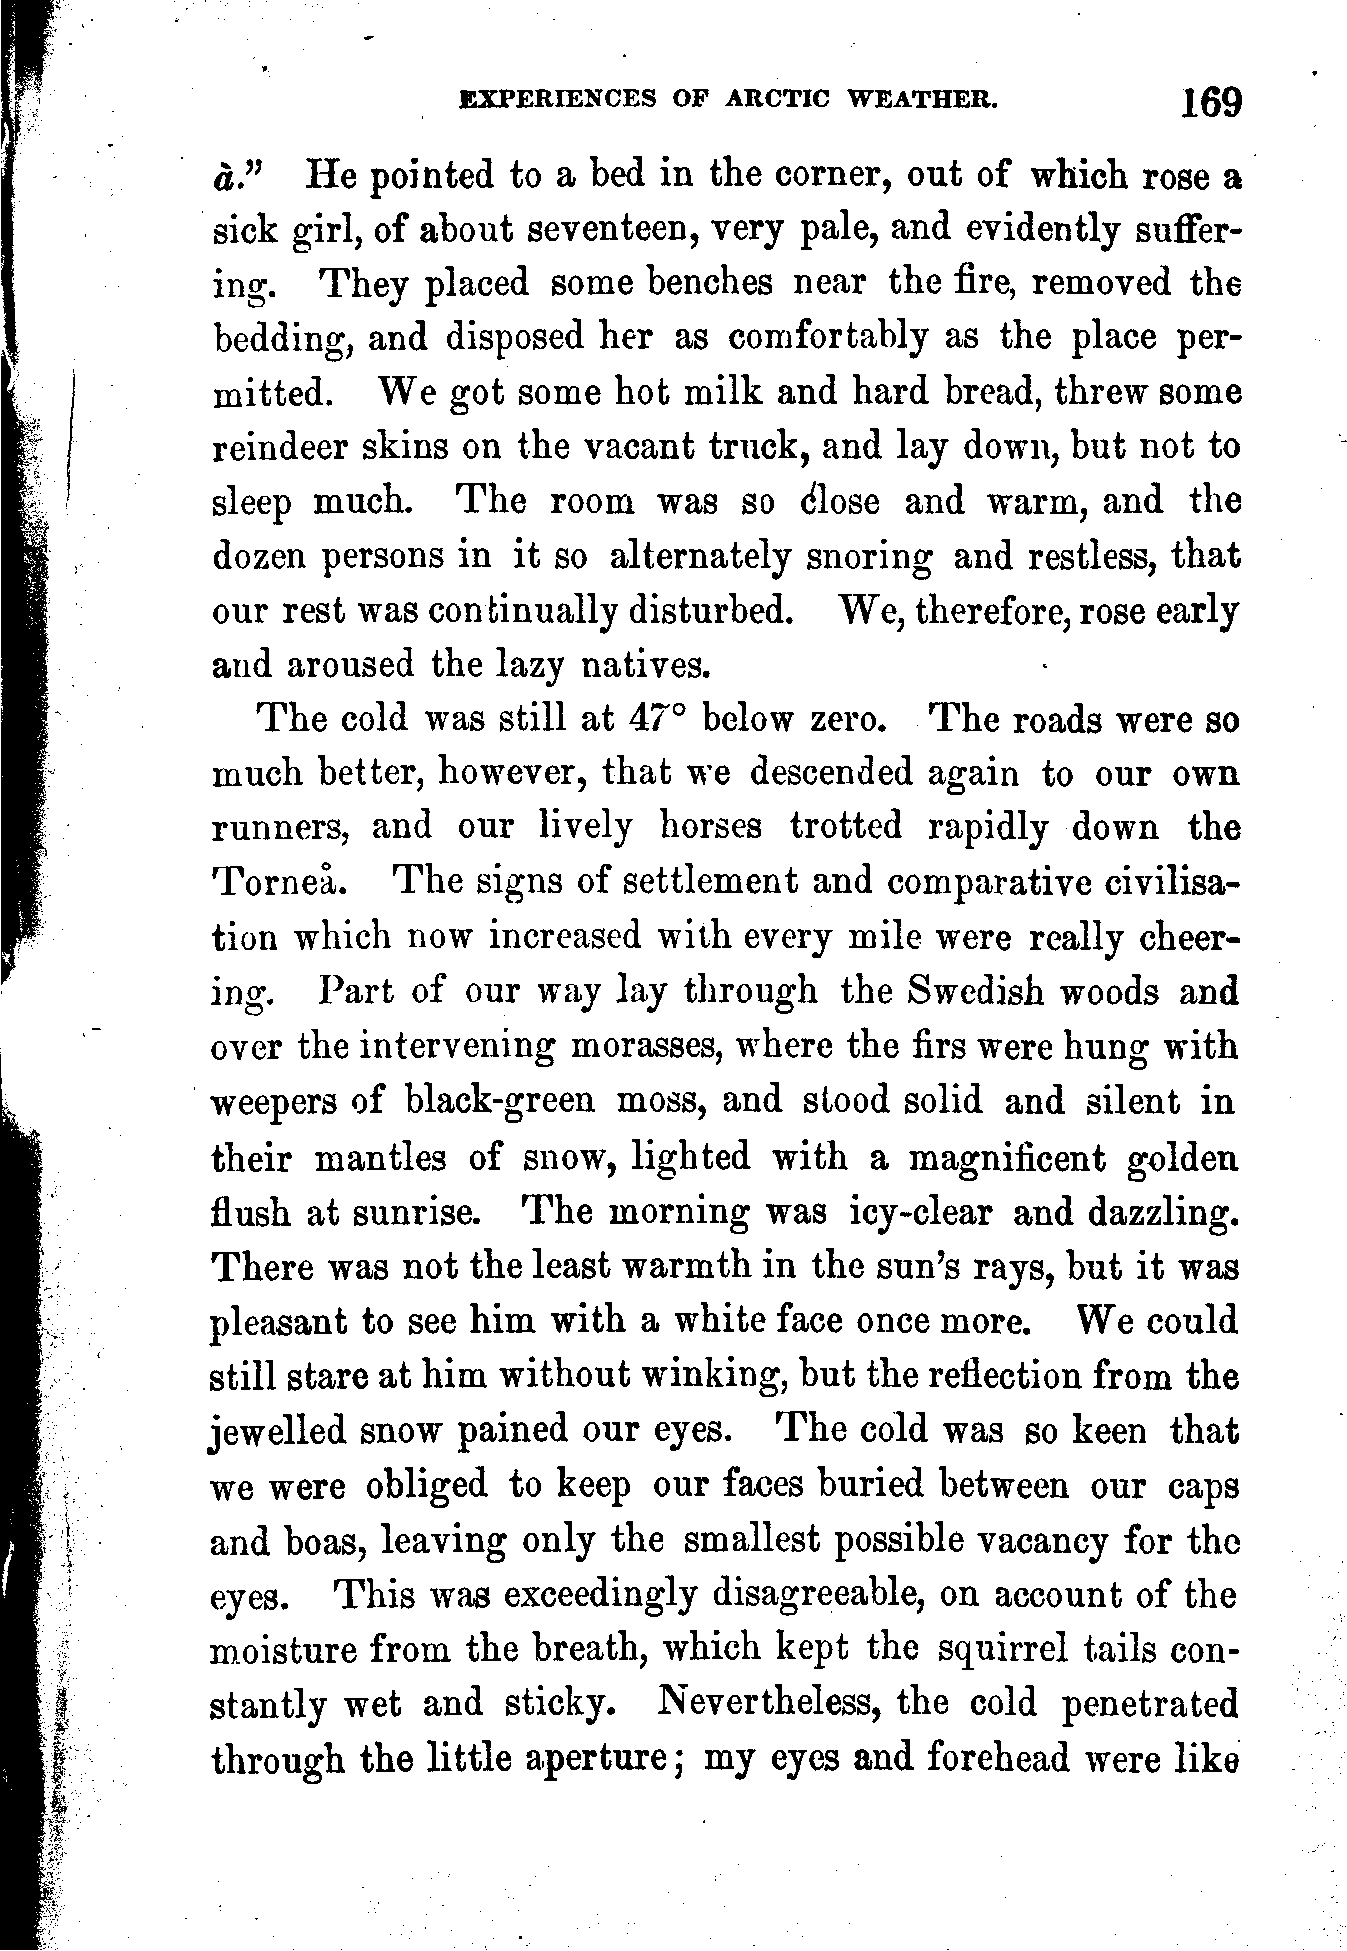 EXPERIENCES OF ARCTIC WEATHER. 169
à.” He pointed to a bed in the corner, out of which rose a
sick girl, of about seventeen, very pale, and evidently suffer-
ing. They placed some benches near the fire, removed the
bedding, and disposed her as comfortably as the place per-
mitted. We got some hot milk and hard bread, threw some
reindeer skins on the vacant truck, and lay down, but not to
sleep much. The room was so close and warm, and the
dozen persons in it so alternately snoring and restless, that
our rest was continually disturbed. We, therefore, rose early
and aroused the lazy natives.
The cold was still at 47° below zero. The roads were so
much better, however, that we descended again to our own
runners, and our lively horses trotted rapidly down the
Torneå. The signs of settlement and comparative civilisa-
tion which now increased with every mile were really cheer-
ing. Part of our way lay through the Swedish woods and
over the intervening morasses, where the firs were hung with
weepers of black-green moss, and stood solid and silent in
their mantles of snow, lighted with a magnificent golden
flush at sunrise. The morning was icy-clear and dazzling.
There was not the least warmth in the sun’s rays, but it was
pleasant to see him with a white face once more. We could
still stare at him without winking, but the reflection from the
jewelled snow pained our eyes. The cold was so keen that
we were obliged to keep our faces buried between our caps
and boas, leaving only the smallest possible vacancy for the
eyes. This was exceedingly disagreeable, on account of the
moisture from the breath, which kept the squirrel tails con-
stantly wet and sticky. Nevertheless, the cold penetrated
through the little aperture; my eyes and forehead were like